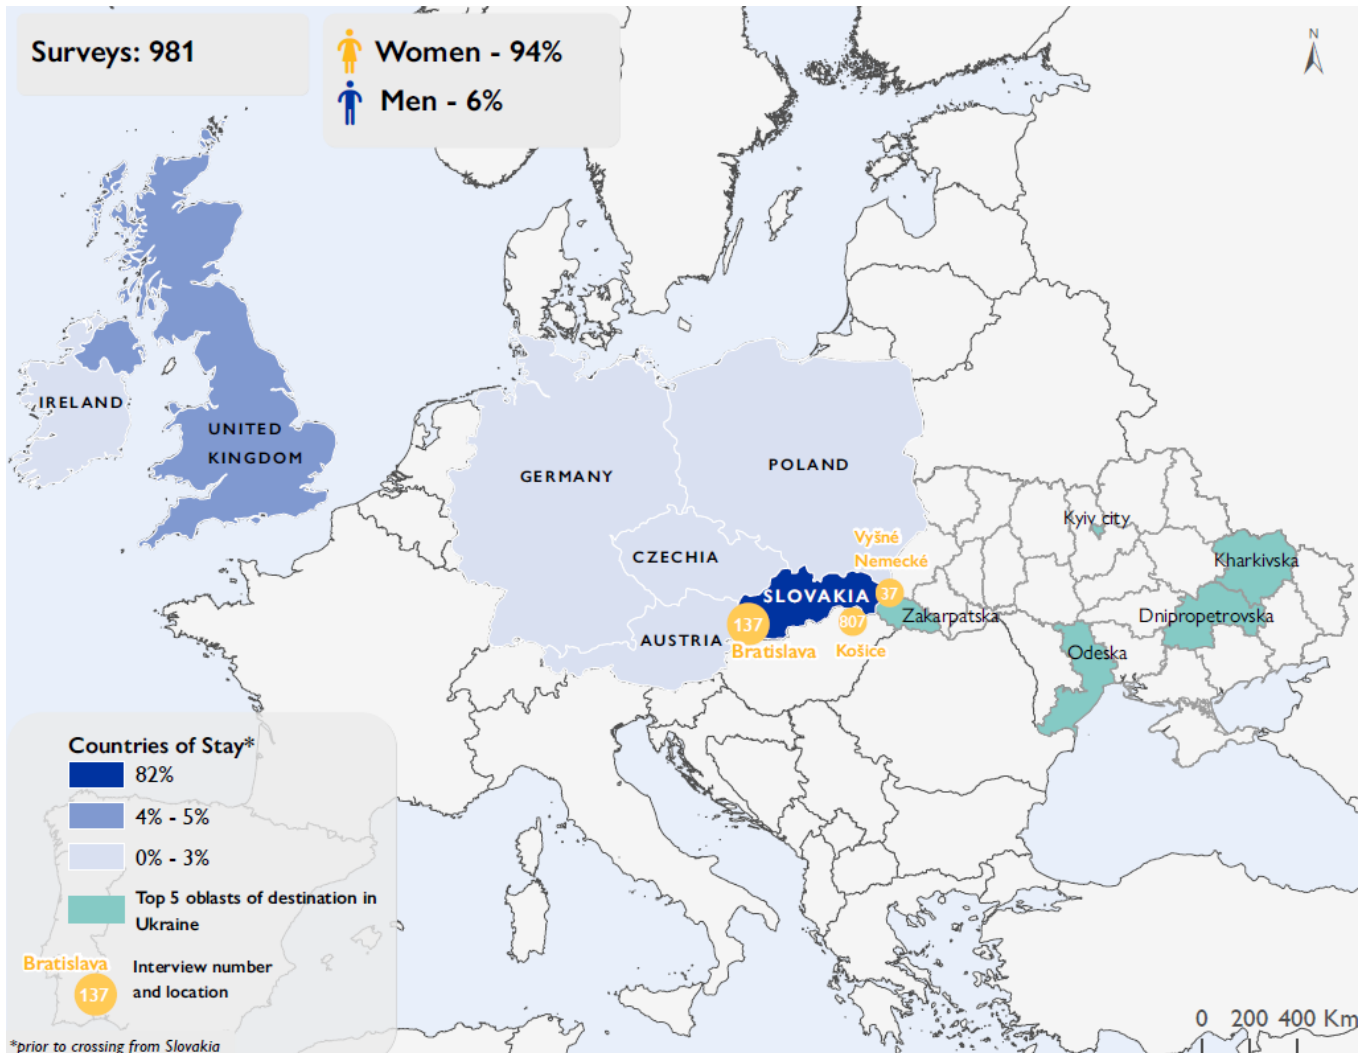 Surveys: 981
Women - 94%
Men - 6%
N
IRELAND
UNITED
KINGDOM
GERMANY
POLAND
CZECHIA
Vyšné
Nemecké
37
SLOVAKIA
AUSTRIA
137
Bratislava
807
Košice
Kyiv city
Kharkivska
Zakarpatska
Dnipropetrovska
Odeska
Countries of Stay*
82%
4% - 5%
0% - 3%
Top 5 oblasts of destination in
Ukraine
Bratislava
137
Interview number
and location
*prior to crossing from Slovakia
0 200 400 Km